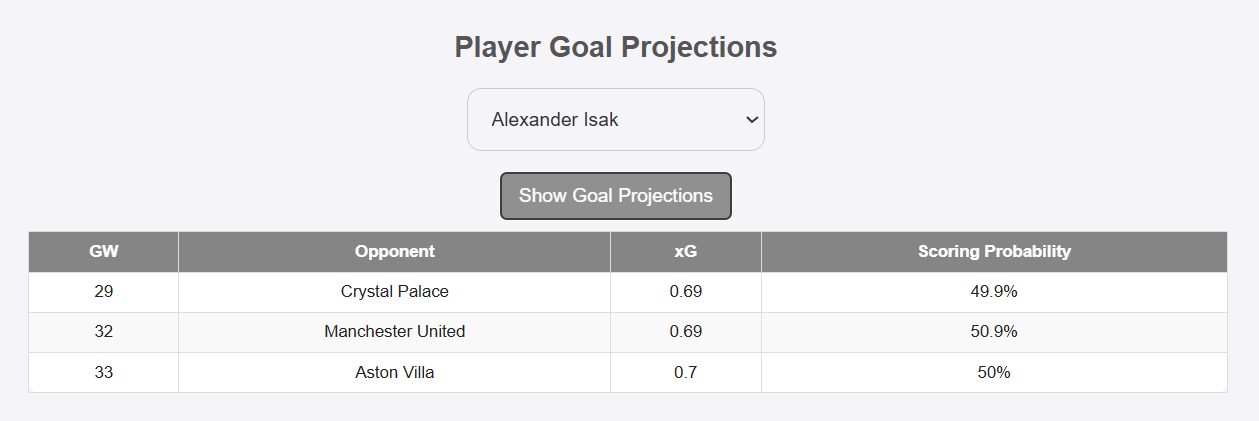 Player Goal Projections
Alexander Isak
Show Goal Projections
GW Opponent xG Scoring Probability
29 Crystal Palace 0.69 49.9%
32 Manchester United 0.69 50.9%
33 Aston Villa 0.7 50%